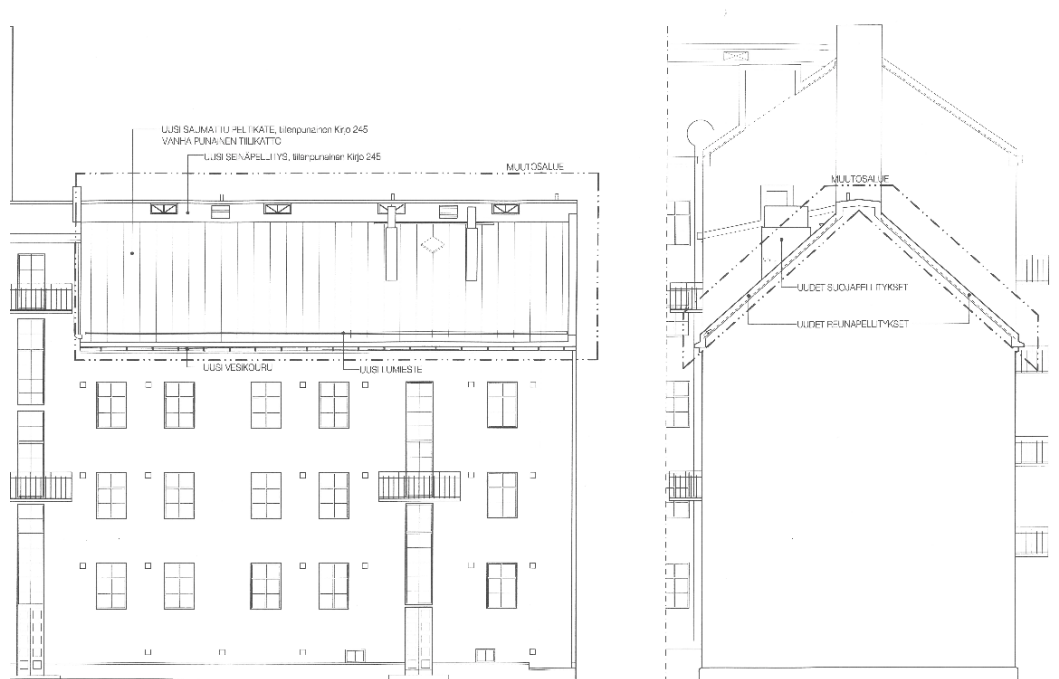 UUSI SAUMATTU PELTIKATE, tiilenpunainen Kirjo 245
VANHA PUNAINEN TIILIKATTO
UUSI SEINÄPELLITYS, tiilenpunainen Kirjo 245
MUUTOSALUE
UUSI VESIKOURU
UUSI LUMIESTE
MUUTOSALUE
UUDET SUOJAPELLITYKSET
UUDET REUNAPELLITYKSET